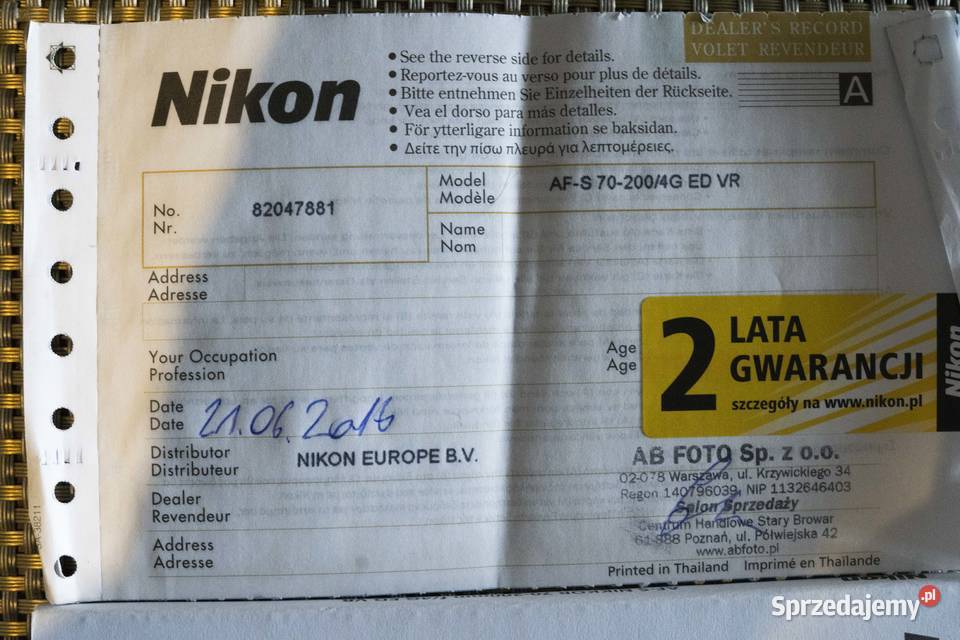 DEALER'S RECORD
VOLET REVENDEUR
Nikon
• See the reverse side for details.
• Reportez-vous au verso pour plus de détails.
• Bitte entnehmen Sie Einzelheiten der Rückseite.
• Vea el dorso para más detalles.
• För ytterligare information se baksidan.
• Δείτε την πίσω πλευρά για λεπτομέρειες.
A
No.
Nr.
82047881
Model
Modèle
AF-S 70-200/4G ED VR
Name
Nom
Address
Adresse
Your Occupation
Profession
Age
Age
2 LATA
GWARANCJI
szczegóły na www.nikon.pl
Nikon
Date
Date
21.06.2016
Distributor
Distributeur
NIKON EUROPE B.V.
Dealer
Revendeur
AB FOTO Sp. z o.o.
02-078 Warszawa, ul. Krzywickiego 34
Regon 140796039, NIP 1132646403
Salon Sprzedaży
Centrum Handlowe Stary Browar
61-888 Poznań, ul. Półwiejska 42
www.abfoto.pl
Address
Adresse
Printed in Thailand Imprimé en Thaïlande
Sprzedajemy.pl